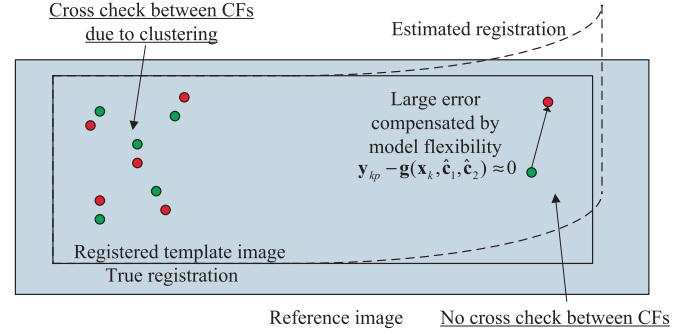 Cross check between CFs
due to clustering
Estimated registration
Large error
compensated by
model flexibility
y_kp − g(x_k, ĉ_1, ĉ_2) ≈ 0
Registered template image
True registration
Reference image
No cross check between CFs